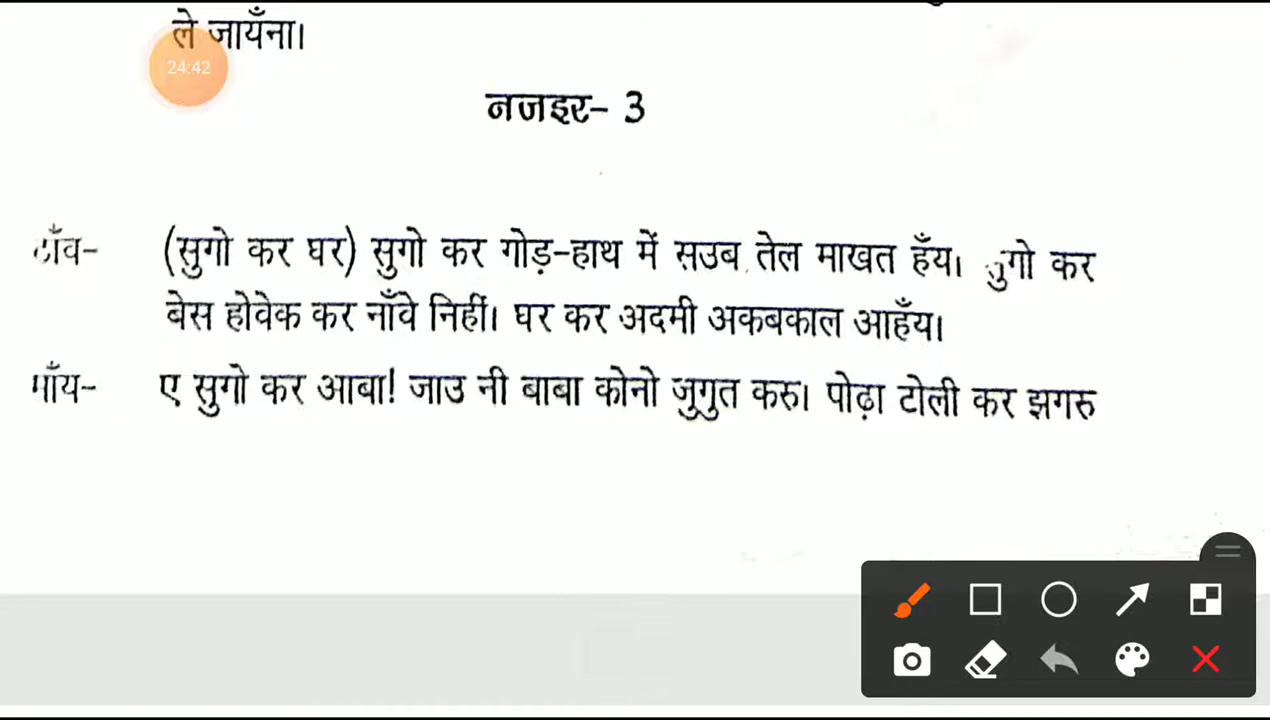 ले जायँना।
24:42
नजइर- 3
ठाँव- (सुगो कर घर) सुगो कर गोड़-हाथ में सउब तेल माखत हँय। सुगो कर
बेस होवेक कर नाँवे निहीं। घर कर अदमी अकबकाल आहँय।
माँय- ए सुगो कर आबा! जाउ नी बाबा कोनो जुगुत करु। पोढ़ा टोली कर झगरु